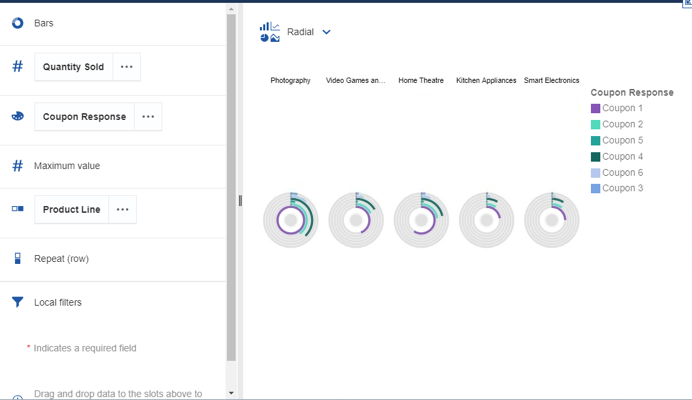 Bars
# Quantity Sold ...
Coupon Response ...
# Maximum value
Product Line ...
Repeat (row)
Local filters
* Indicates a required field
Drag and drop data to the slots above to
Radial
Photography Video Games an... Home Theatre Kitchen Appliances Smart Electronics
Coupon Response
Coupon 1
Coupon 2
Coupon 5
Coupon 4
Coupon 6
Coupon 3